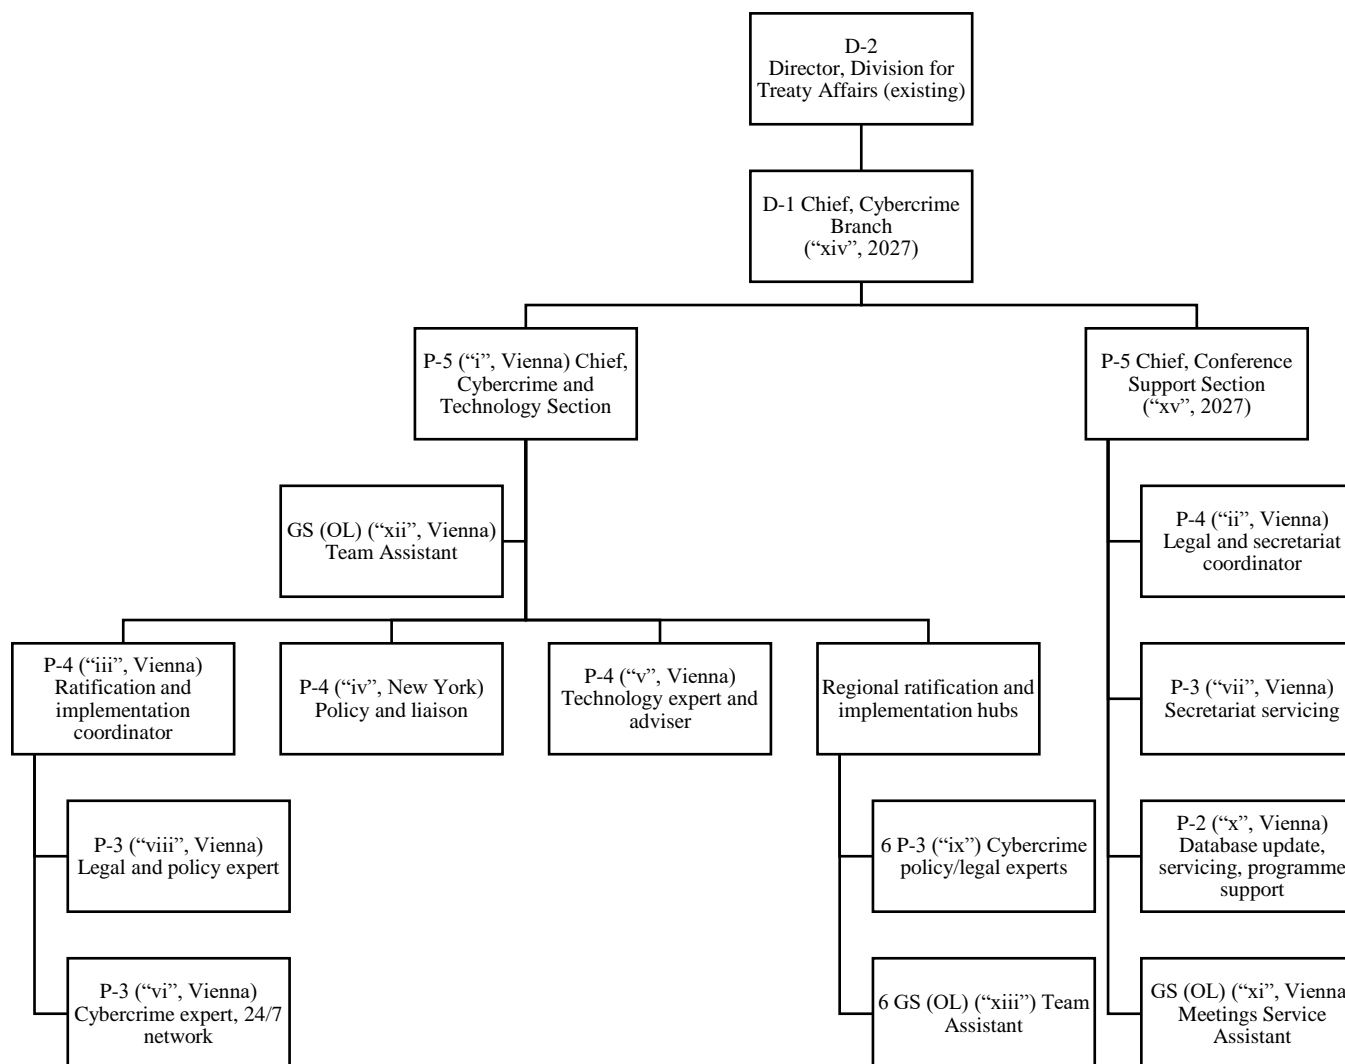 D-2
Director, Division for
Treaty Affairs (existing)
D-1 Chief, Cybercrime
Branch
(“xiv”, 2027)
P-5 (“i”, Vienna) Chief,
Cybercrime and
Technology Section
P-5 Chief, Conference
Support Section
(“xv”, 2027)
GS (OL) (“xii”, Vienna)
Team Assistant
P-4 (“ii”, Vienna)
Legal and secretariat
coordinator
P-4 (“iii”, Vienna)
Ratification and
implementation
coordinator
P-4 (“iv”, New York)
Policy and liaison
P-4 (“v”, Vienna)
Technology expert and
adviser
Regional ratification and
implementation hubs
P-3 (“vii”, Vienna)
Secretariat servicing
P-3 (“viii”, Vienna)
Legal and policy expert
6 P-3 (“ix”) Cybercrime
policy/legal experts
P-2 (“x”, Vienna)
Database update,
servicing, programme
support
P-3 (“vi”, Vienna)
Cybercrime expert, 24/7
network
6 GS (OL) (“xiii”) Team
Assistant
GS (OL) (“xi”, Vienna
Meetings Service
Assistant